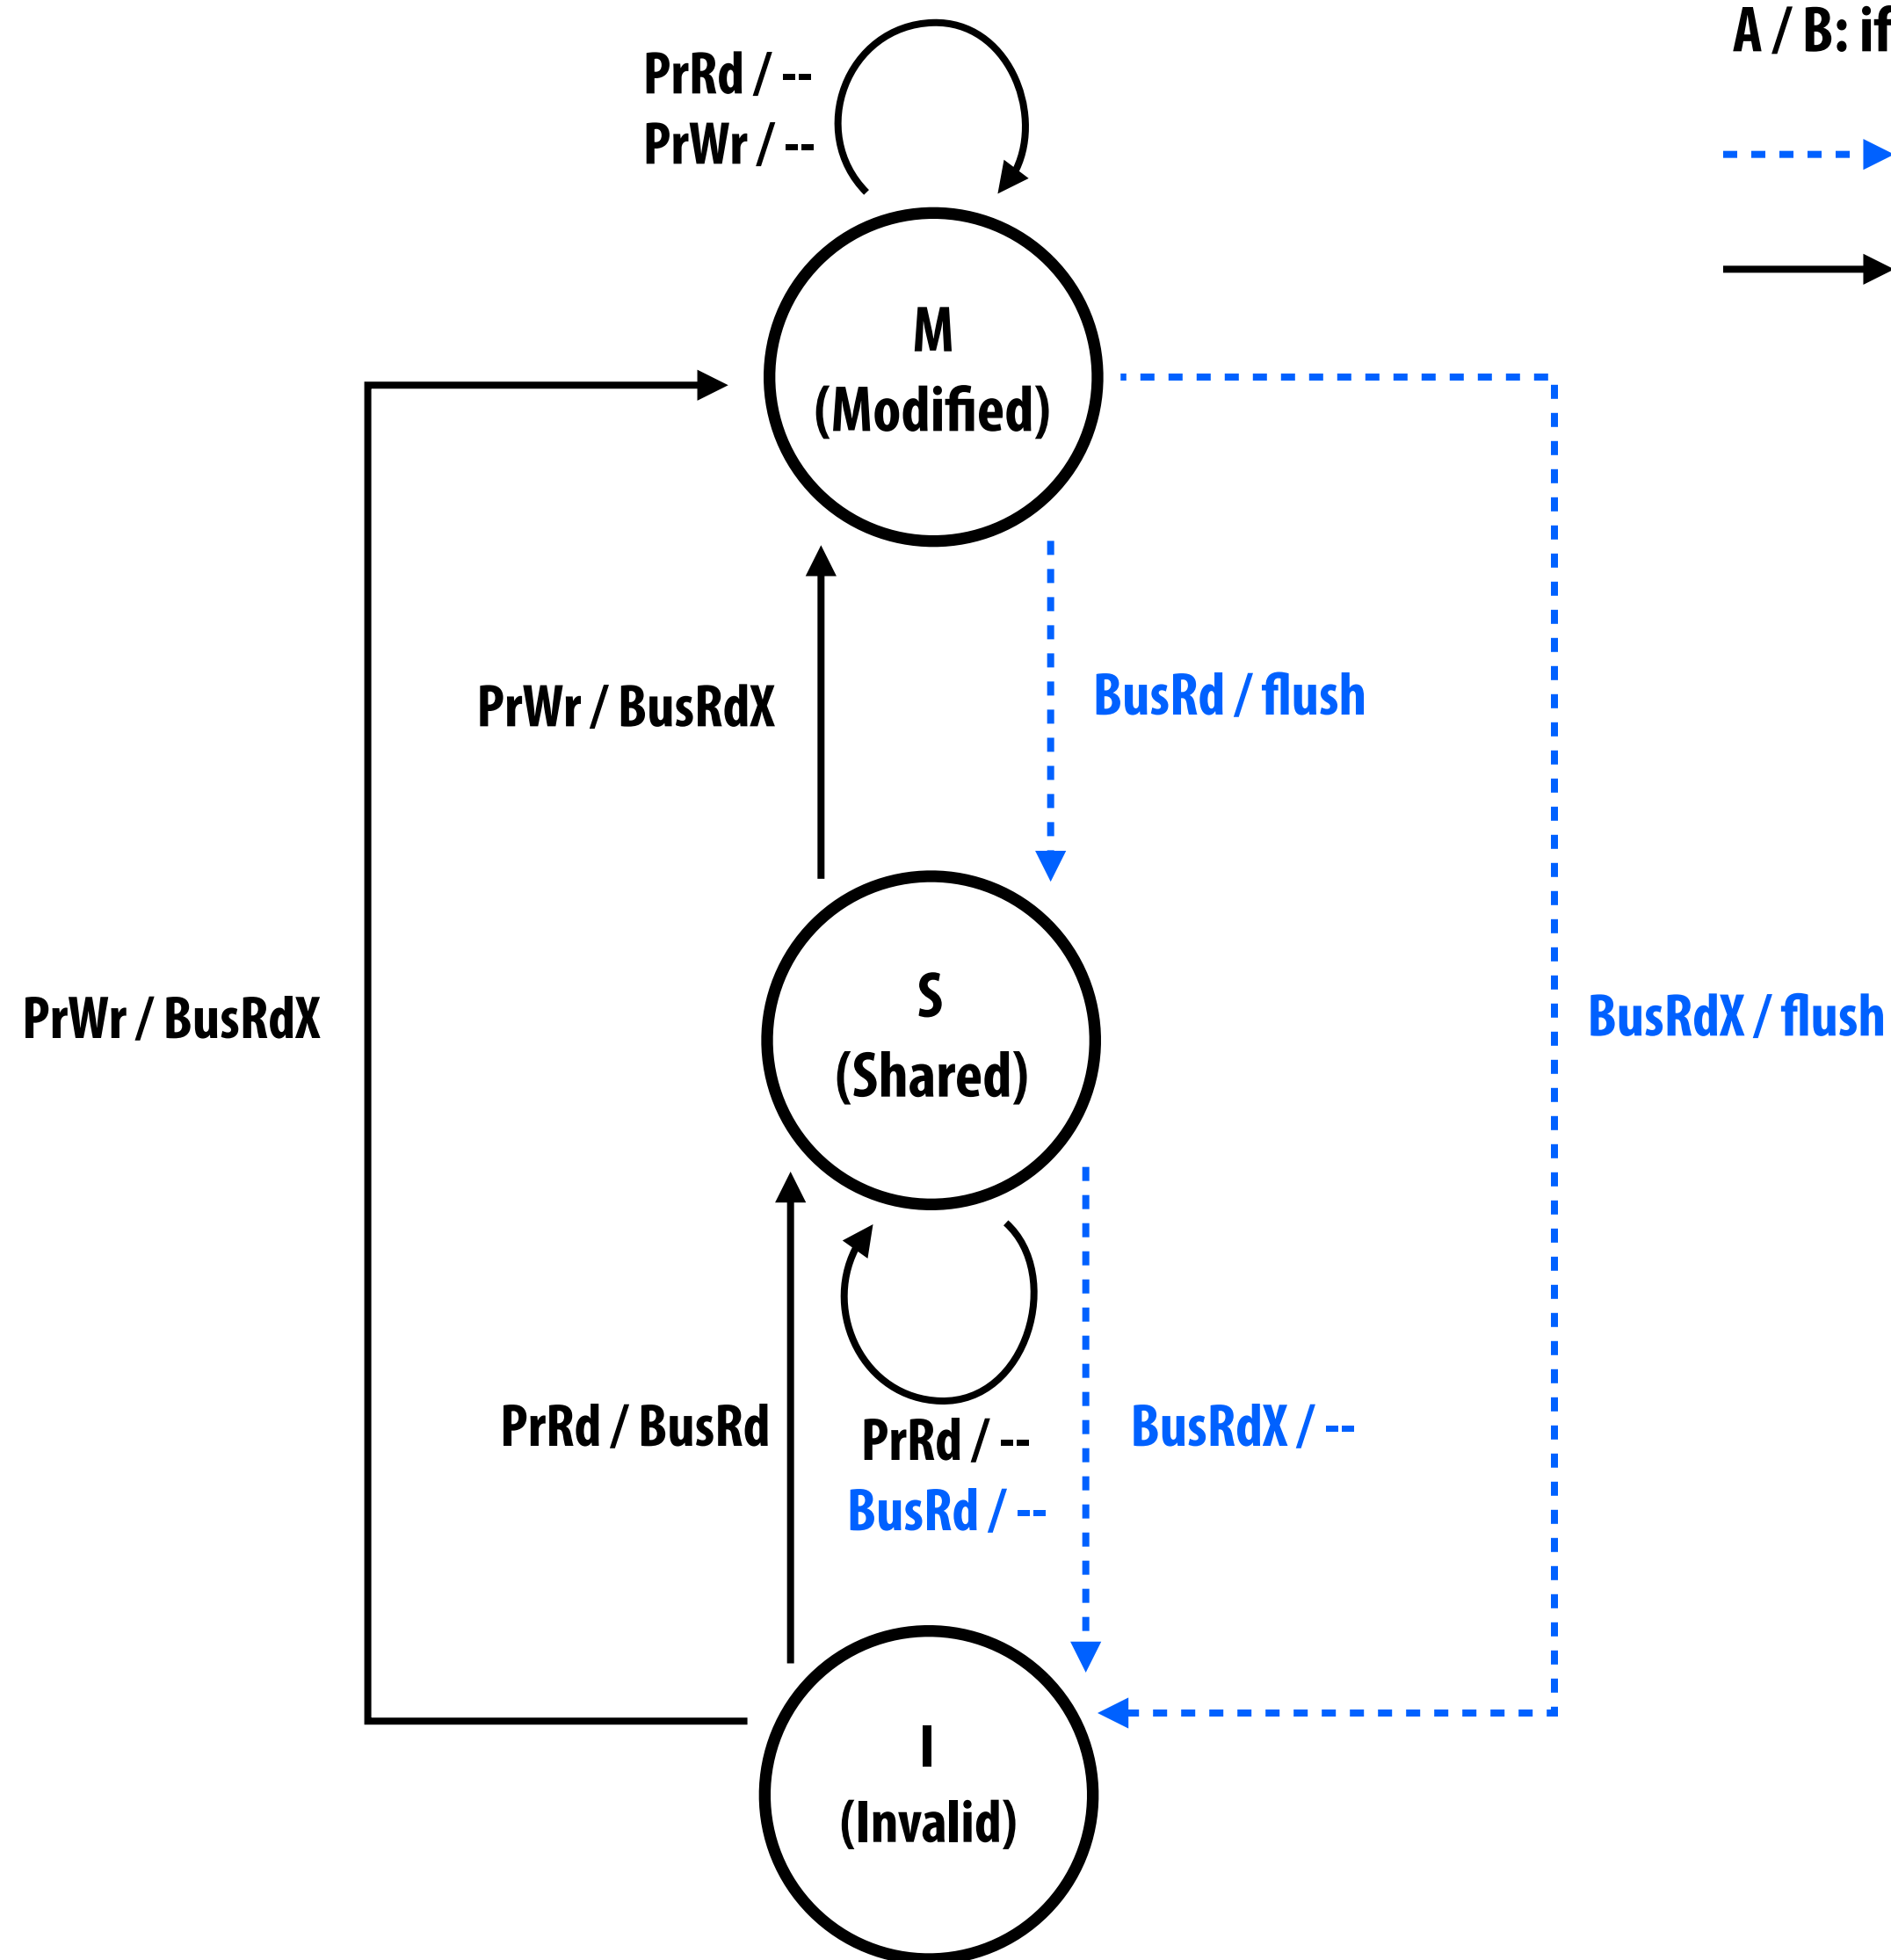 A / B: if
PrRd / --
PrWr / --
M
(Modified)
PrWr / BusRdX
BusRd / flush
S
(Shared)
PrWr / BusRdX
BusRdX / flush
PrRd / BusRd
PrRd / --
BusRd / --
BusRdX / --
I
(Invalid)